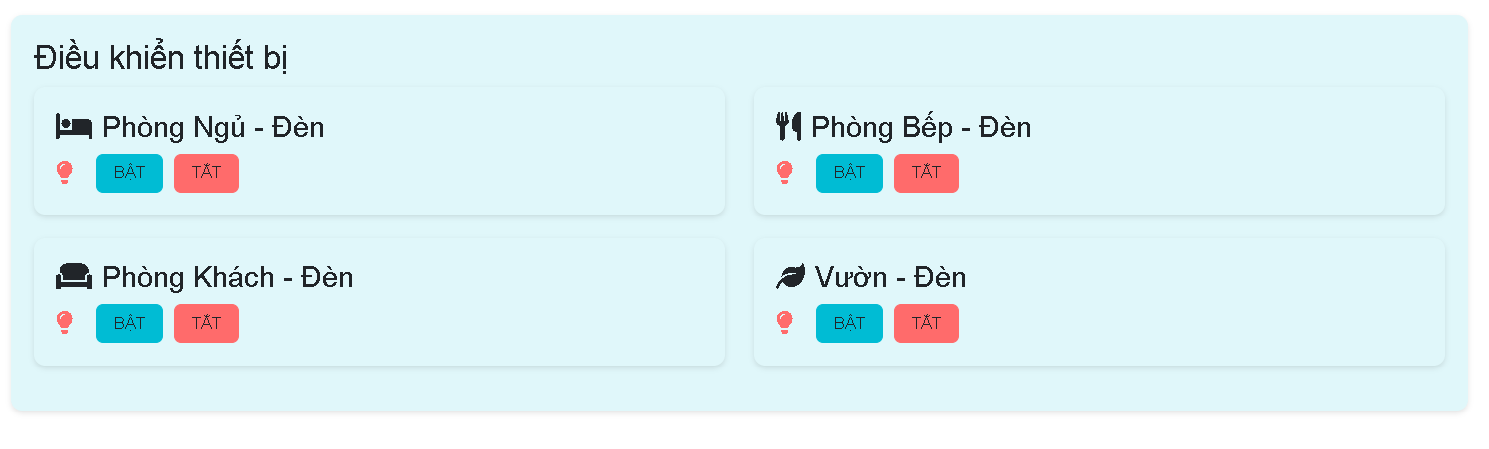 Điều khiển thiết bị
Phòng Ngủ - Đèn
BẬT TẮT
Phòng Bếp - Đèn
BẬT TẮT
Phòng Khách - Đèn
BẬT TẮT
Vườn - Đèn
BẬT TẮT